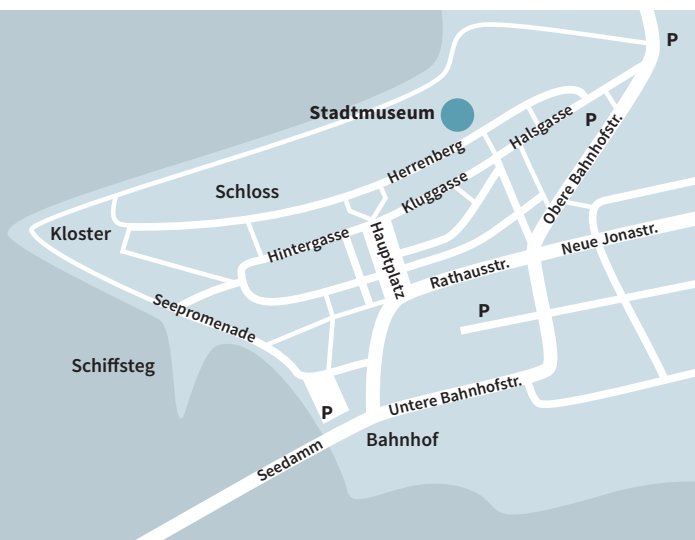 P
Stadtmuseum
P
Halsgasse
Herrenberg
Obere Bahnhofstr.
Schloss
Kluggasse
Kloster
Hintergasse
Hauptplatz
Neue Jonastr.
Rathausstr.
Seepromenade
P
Schiffsteg
Untere Bahnhofstr.
P
Bahnhof
Seedamm